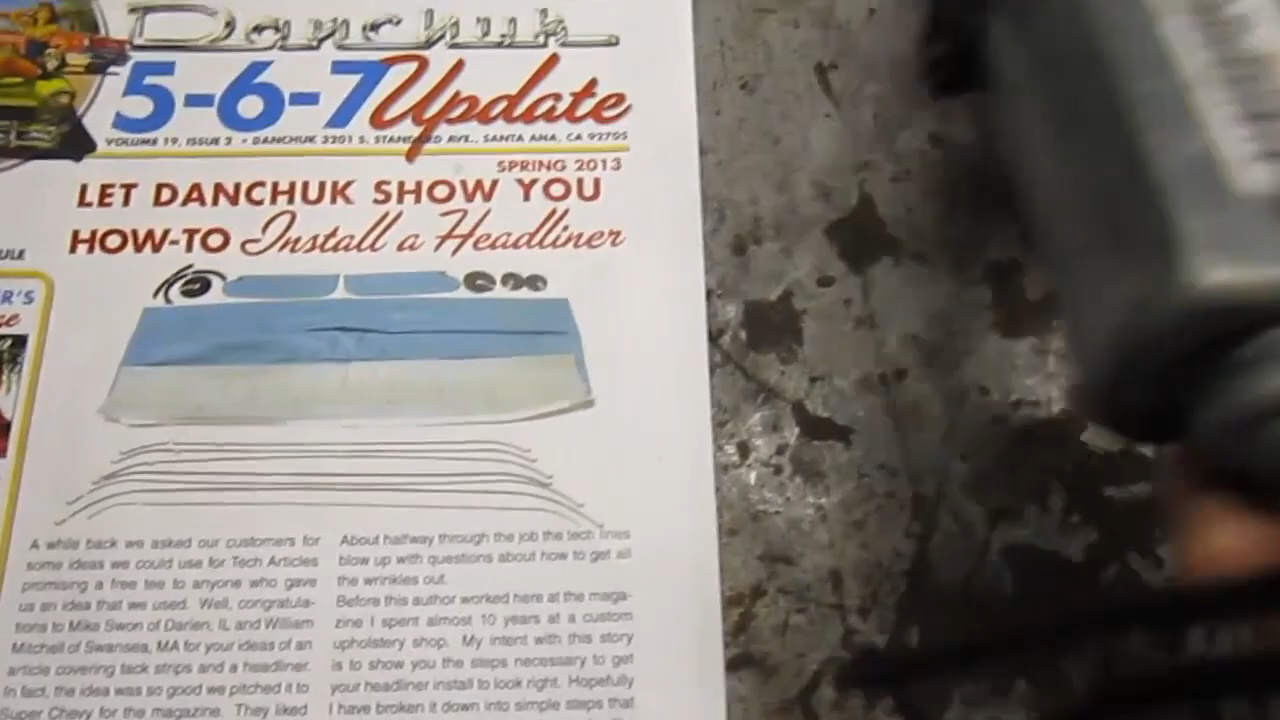 Danchuk
5-6-7 Update
VOLUME 19, ISSUE 2 • DANCHUK 3201 S. STANDARD AVE., SANTA ANA, CA 92705
SPRING 2013
LET DANCHUK SHOW YOU
HOW-TO Install a Headliner
ULE
R'S
se
A while back we asked our customers for
some ideas we could use for Tech Articles
promising a free tee to anyone who gave
us an idea that we used. Well, congratula-
tions to Mike Swon of Darien, IL and William
Mitchell of Swansea, MA for your ideas of an
article covering tack strips and a headliner.
In fact, the idea was so good we pitched it to
Super Chevy for the magazine. They liked
About halfway through the job the tech lines
blow up with questions about how to get all
the wrinkles out.
Before this author worked here at the maga-
zine I spent almost 10 years at a custom
upholstery shop. My intent with this story
is to show you the steps necessary to get
your headliner install to look right. Hopefully
I have broken it down into simple steps that